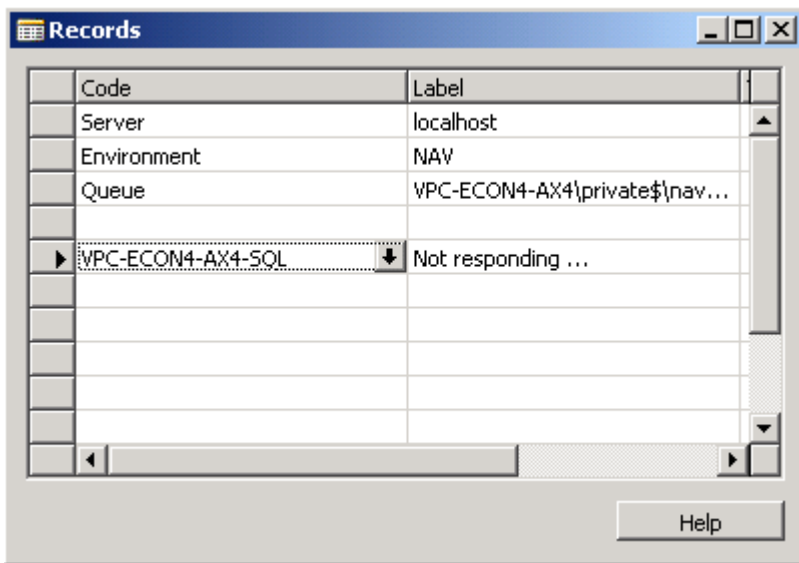 Records
Code Label
Server localhost
Environment NAV
Queue VPC-ECON4-AX4\private$\nav...
VPC-ECON4-AX4-SQL Not responding ...
Help